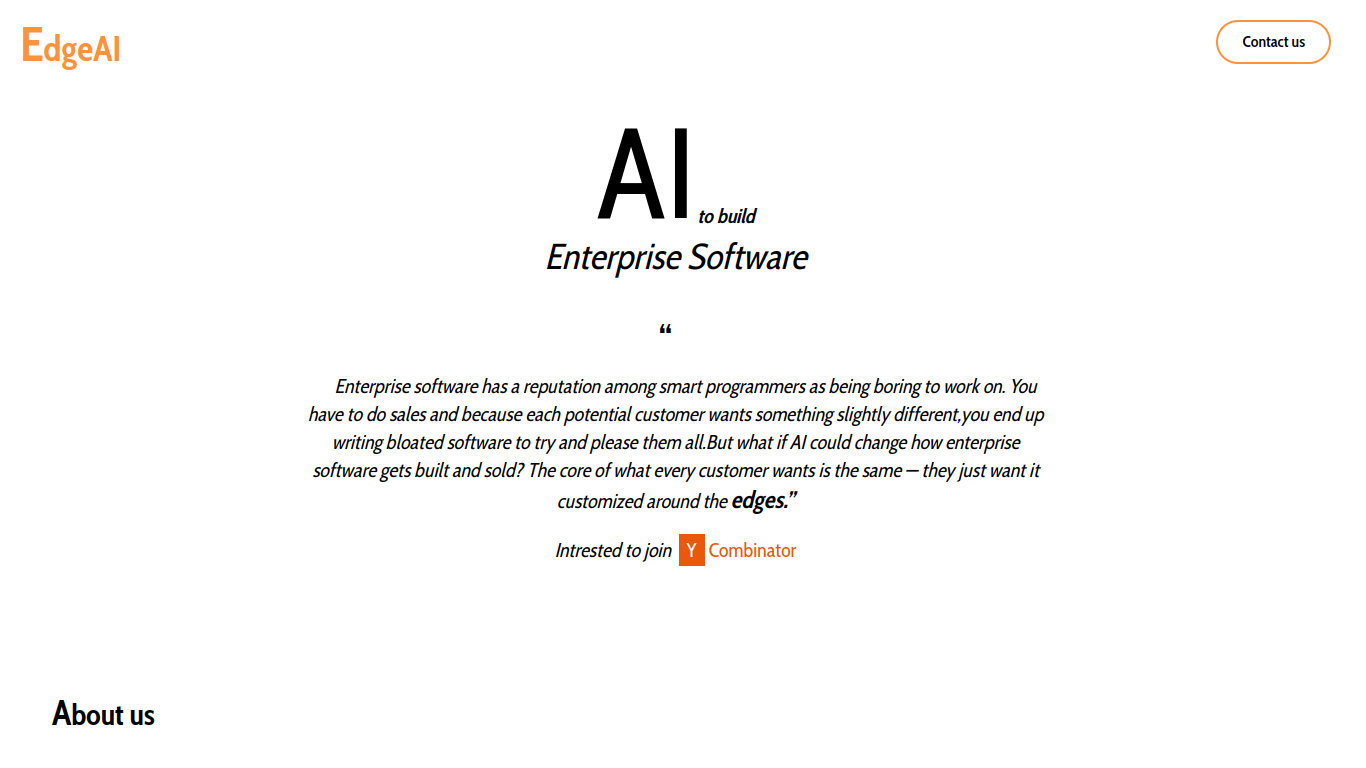 EdgeAI
Contact us
AI to build
Enterprise Software
“
Enterprise software has a reputation among smart programmers as being boring to work on. You
have to do sales and because each potential customer wants something slightly different,you end up
writing bloated software to try and please them all.But what if AI could change how enterprise
software gets built and sold? The core of what every customer wants is the same — they just want it
customized around the edges.”
Intrested to join Y Combinator
About us